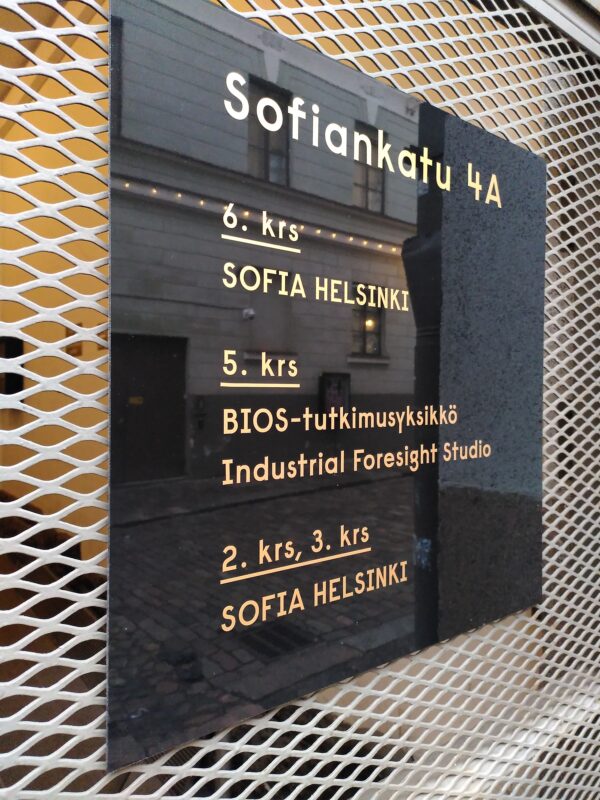 Sofiankatu 4A
6. krs
SOFIA HELSINKI
5. krs
BIOS-tutkimusyksikkö
Industrial Foresight Studio
2. krs, 3. krs
SOFIA HELSINKI